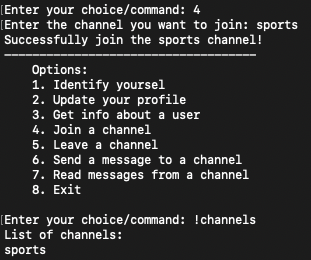 [Enter your choice/command: 4
[Enter the channel you want to join: sports
Successfully join the sports channel!
————————————————————————————————————
Options:
1. Identify yoursel
2. Update your profile
3. Get info about a user
4. Join a channel
5. Leave a channel
6. Send a message to a channel
7. Read messages from a channel
8. Exit
[Enter your choice/command: !channels
List of channels:
sports